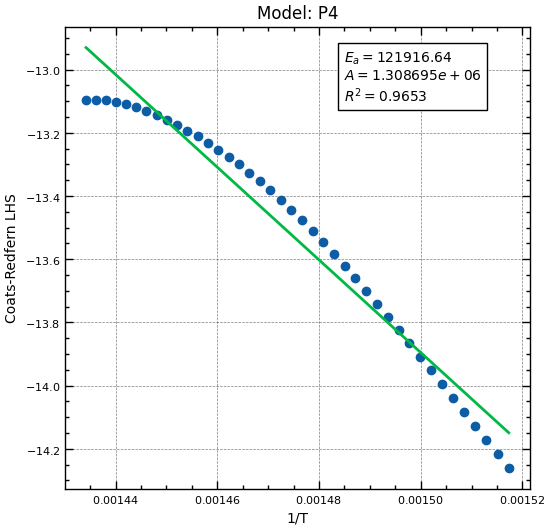 Model: P4
E_a = 121916.64
A = 1.308695e + 06
R^2 = 0.9653
Coats-Redfern LHS
−13.0
−13.2
−13.4
−13.6
−13.8
−14.0
−14.2
0.00144 0.00146 0.00148 0.00150 0.00152
1/T